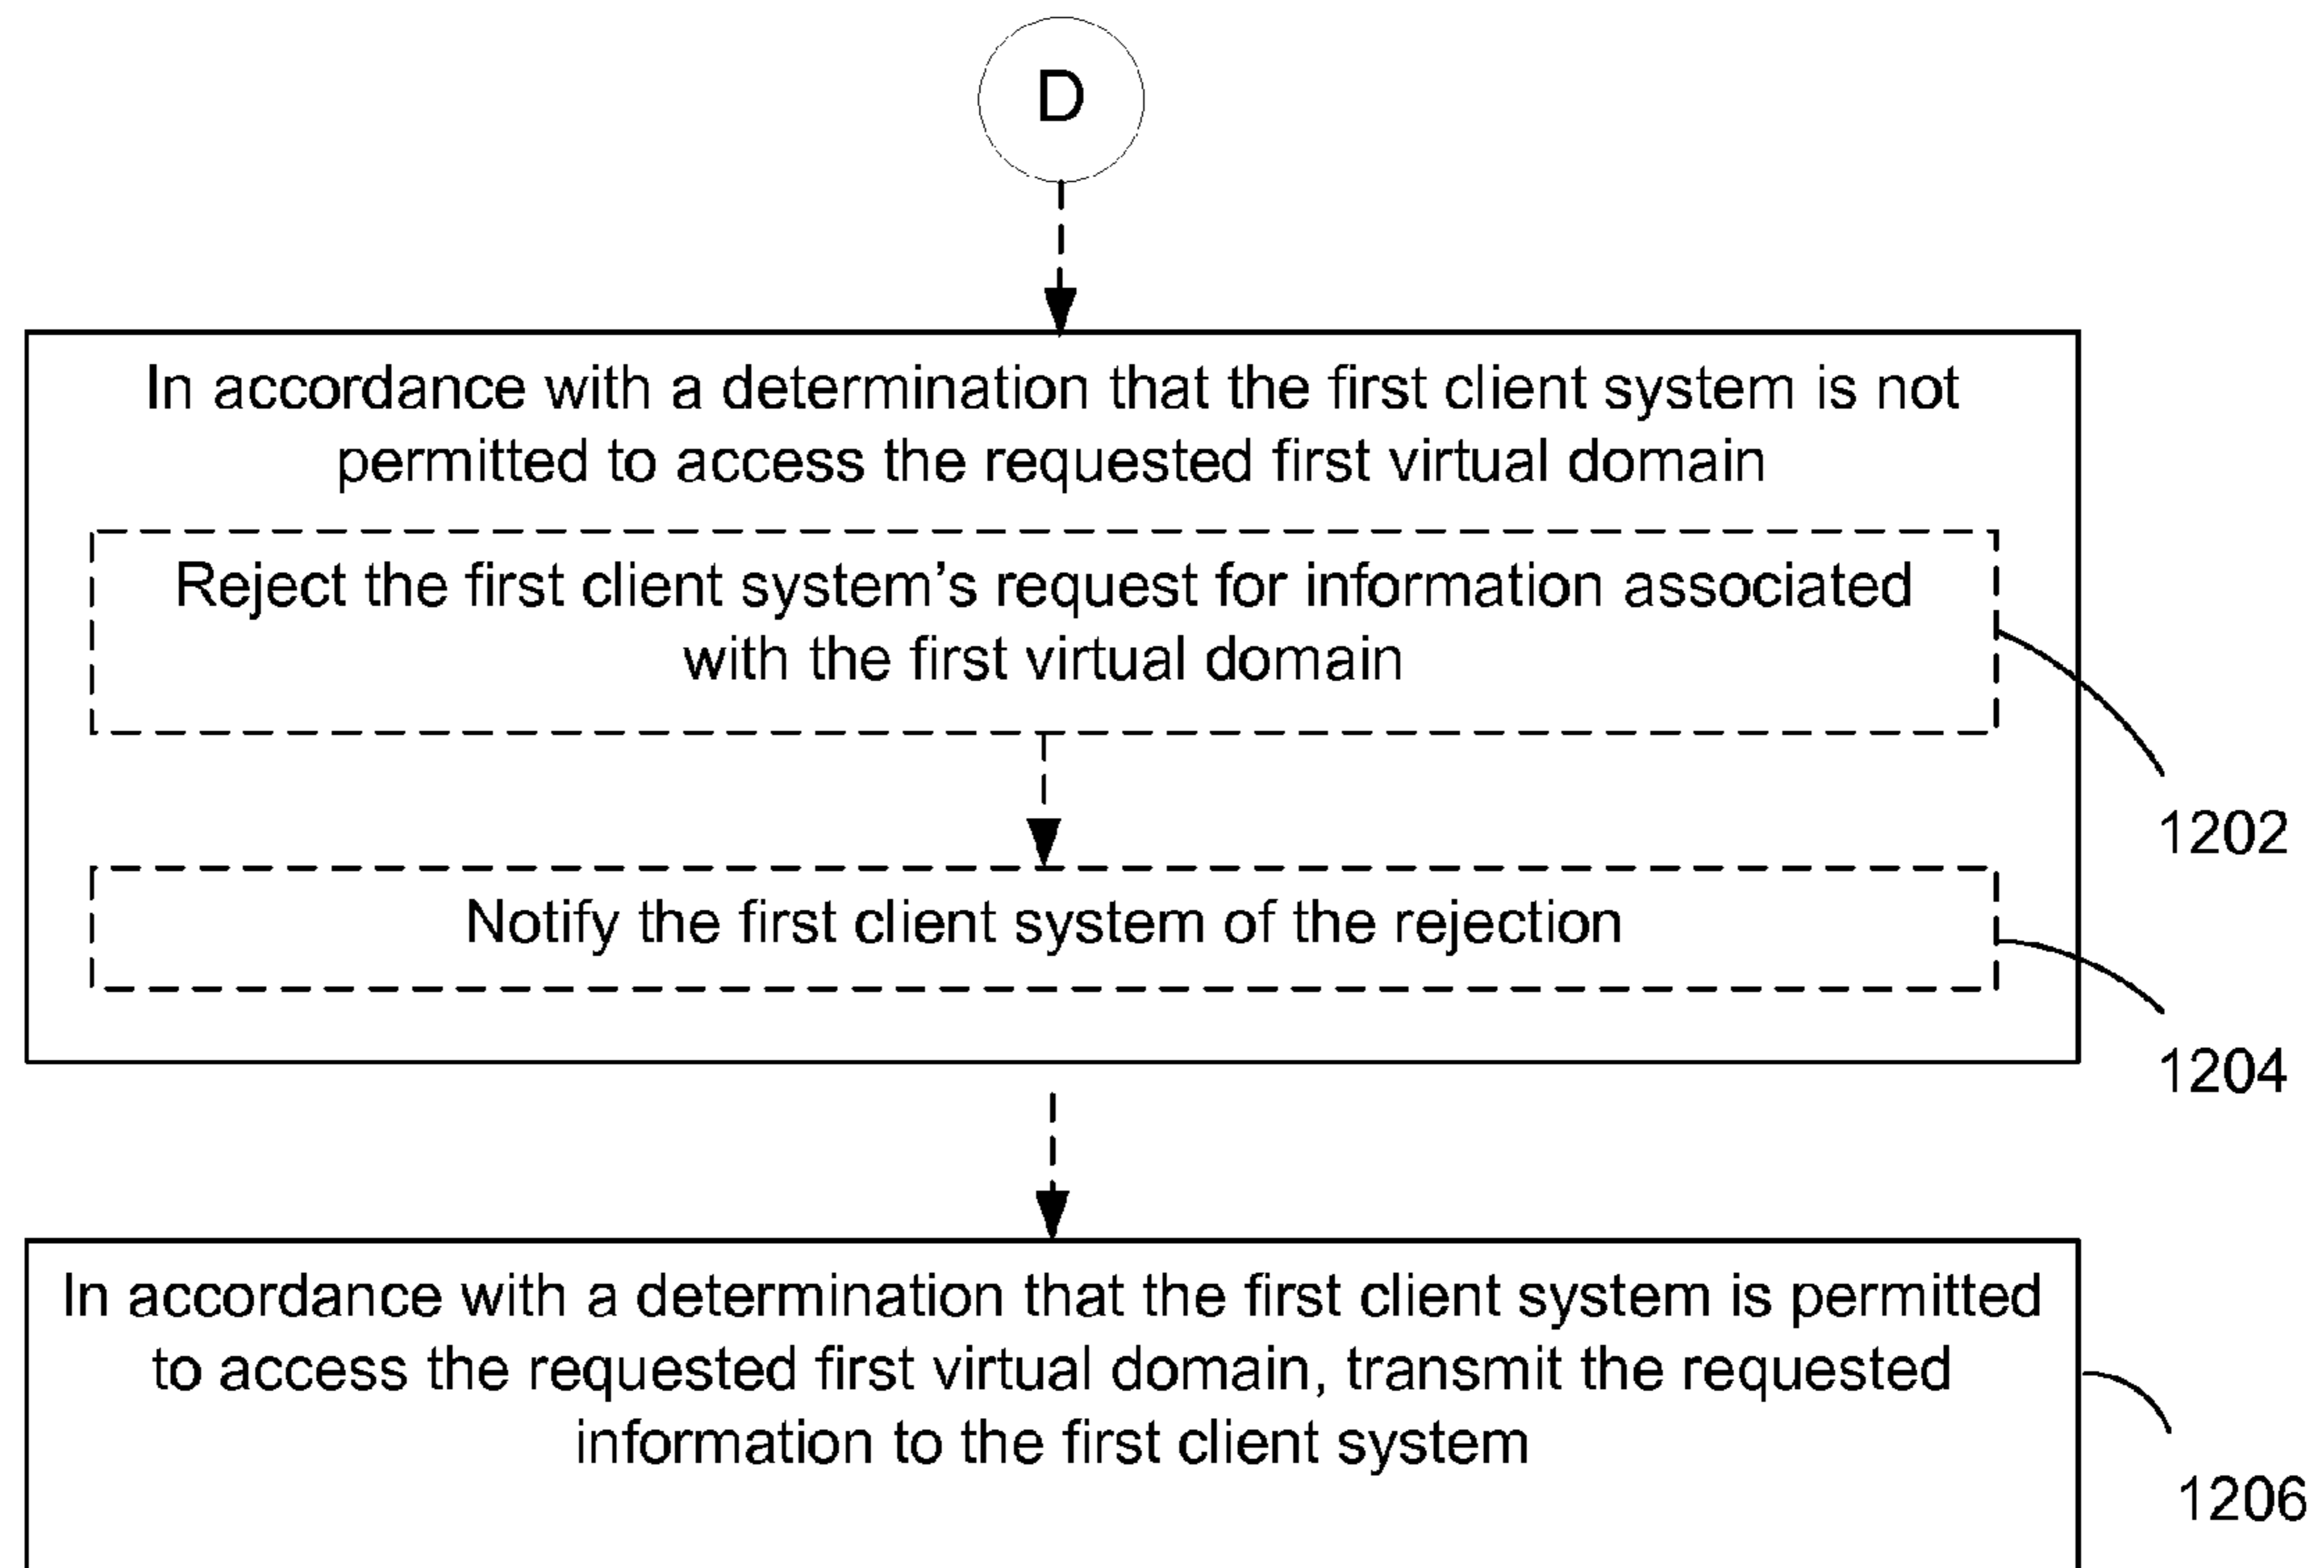 D
In accordance with a determination that the first client system is not
permitted to access the requested first virtual domain
Reject the first client system’s request for information associated
with the first virtual domain
1202
Notify the first client system of the rejection
1204
In accordance with a determination that the first client system is permitted
to access the requested first virtual domain, transmit the requested
information to the first client system
1206